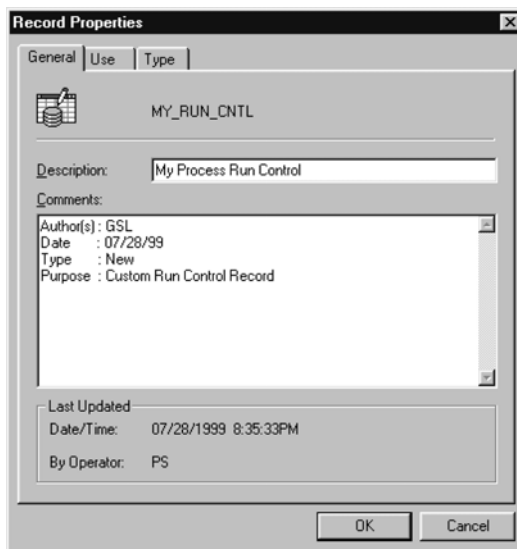 Record Properties
General Use Type
MY_RUN_CNTL
Description: My Process Run Control
Comments:
Author(s) : GSL
Date : 07/28/99
Type : New
Purpose : Custom Run Control Record
Last Updated
Date/Time: 07/28/1999 8:35:33PM
By Operator: PS
OK Cancel